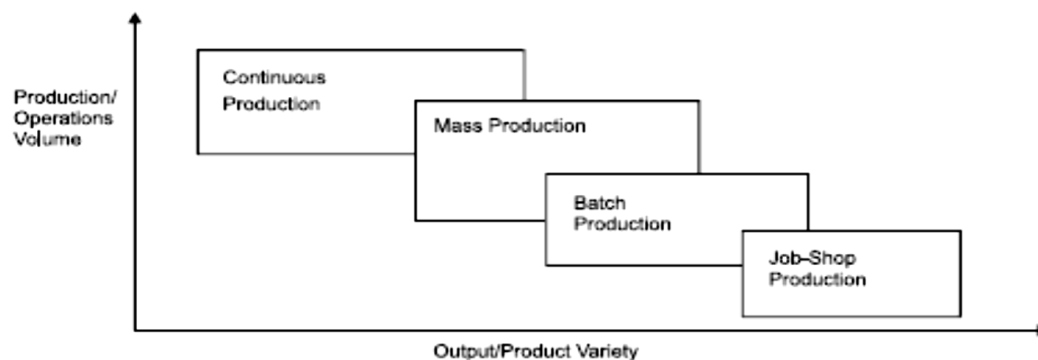 Production/
Operations
Volume
Continuous
Production
Mass Production
Batch
Production
Job-Shop
Production
Output/Product Variety